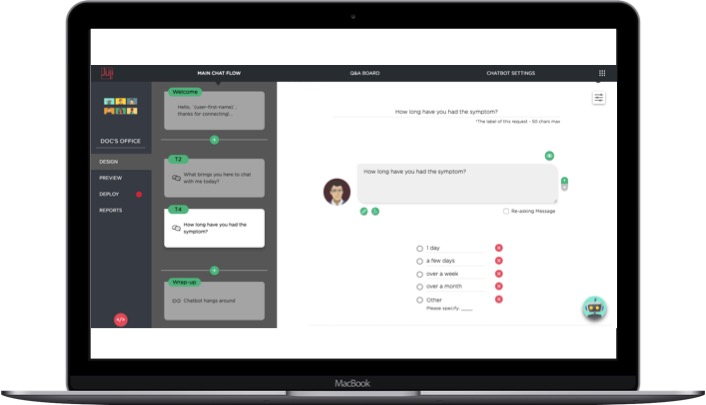 Juji
MAIN CHAT FLOW
Q&A BOARD
CHATBOT SETTINGS
DOC'S OFFICE
DESIGN
PREVIEW
DEPLOY
REPORTS
</>
Welcome
Hello, `(user-first name)`,
thanks for connecting!..
T2
What brings you here to chat
with me today?
T4
How long have you had the
symptom?
Wrap-up
Chatbot hangs around
How long have you had the symptom?
*The label of this request - 50 chars max
How long have you had the symptom?
Re-asking Message
1 day
a few days
over a week
over a month
Other
Please specify: ____
MacBook